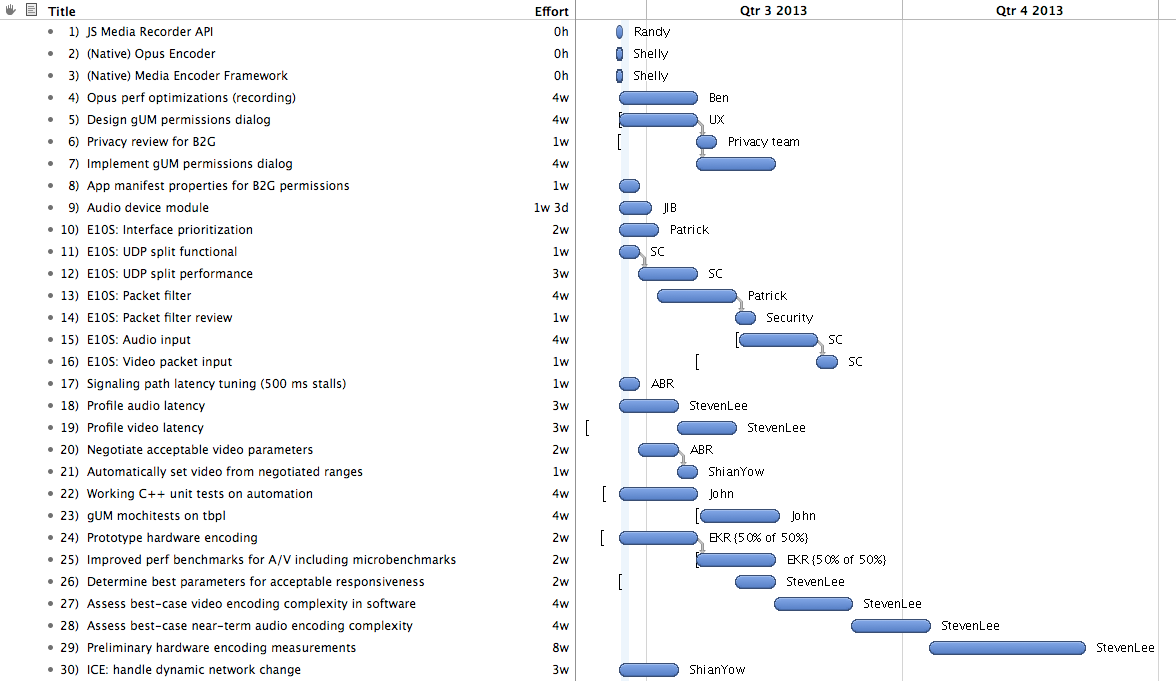 Title Effort Qtr 3 2013 Qtr 4 2013
1) JS Media Recorder API 0h Randy
2) (Native) Opus Encoder 0h Shelly
3) (Native) Media Encoder Framework 0h Shelly
4) Opus perf optimizations (recording) 4w Ben
5) Design gUM permissions dialog 4w UX
6) Privacy review for B2G 1w Privacy team
7) Implement gUM permissions dialog 4w
8) App manifest properties for B2G permissions 1w
9) Audio device module 1w 3d JIB
10) E10S: Interface prioritization 2w Patrick
11) E10S: UDP split functional 1w SC
12) E10S: UDP split performance 3w SC
13) E10S: Packet filter 4w Patrick
14) E10S: Packet filter review 1w Security
15) E10S: Audio input 4w SC
16) E10S: Video packet input 1w SC
17) Signaling path latency tuning (500 ms stalls) 1w ABR
18) Profile audio latency 3w StevenLee
19) Profile video latency 3w StevenLee
20) Negotiate acceptable video parameters 2w ABR
21) Automatically set video from negotiated ranges 1w ShianYow
22) Working C++ unit tests on automation 4w John
23) gUM mochitests on tbpl 4w John
24) Prototype hardware encoding 2w EKR {50% of 50%}
25) Improved perf benchmarks for A/V including microbenchmarks 2w EKR {50% of 50%}
26) Determine best parameters for acceptable responsiveness 2w StevenLee
27) Assess best-case video encoding complexity in software 4w StevenLee
28) Assess best-case near-term audio encoding complexity 4w StevenLee
29) Preliminary hardware encoding measurements 8w StevenLee
30) ICE: handle dynamic network change 3w ShianYow